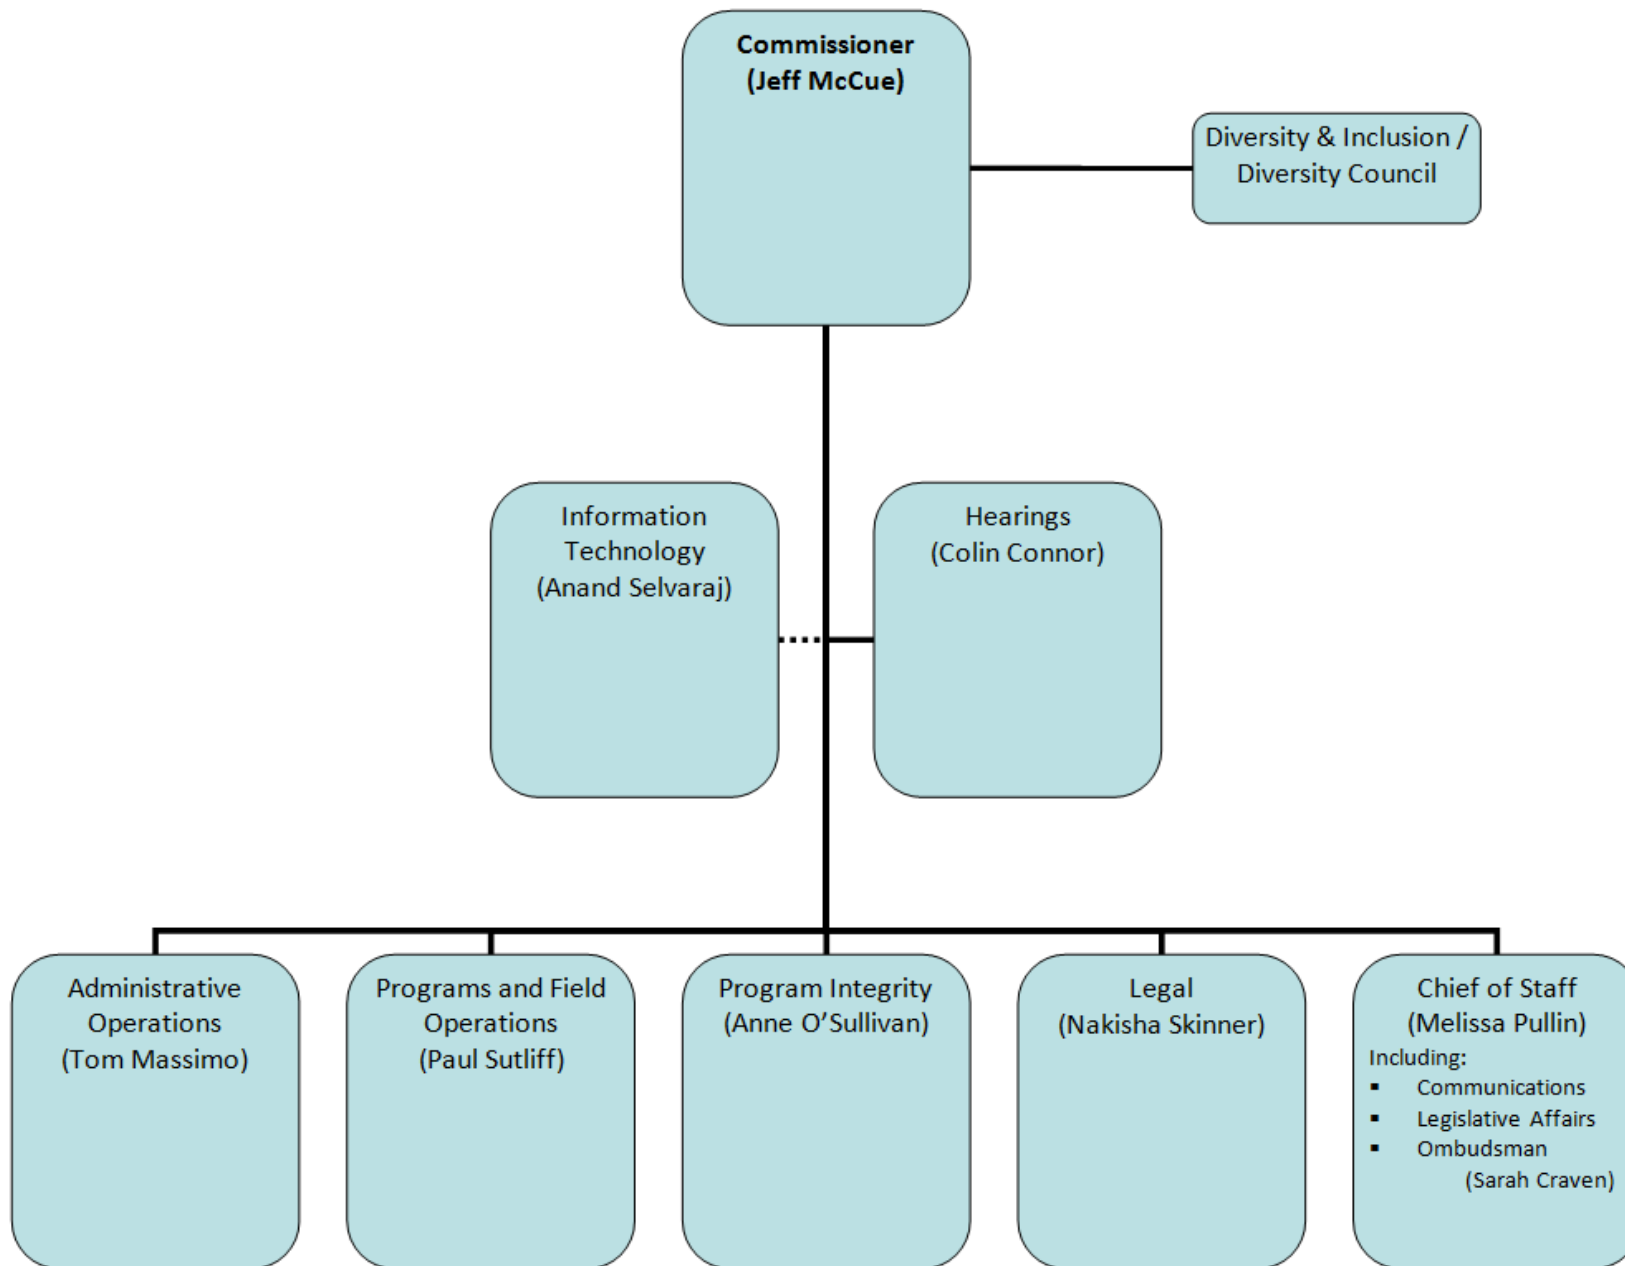 Commissioner
(Jeff McCue)
Diversity & Inclusion /
Diversity Council
Information
Technology
(Anand Selvaraj)
Hearings
(Colin Connor)
Administrative
Operations
(Tom Massimo)
Programs and Field
Operations
(Paul Sutliff)
Program Integrity
(Anne O’Sullivan)
Legal
(Nakisha Skinner)
Chief of Staff
(Melissa Pullin)
Including:
▪ Communications
▪ Legislative Affairs
▪ Ombudsman
(Sarah Craven)